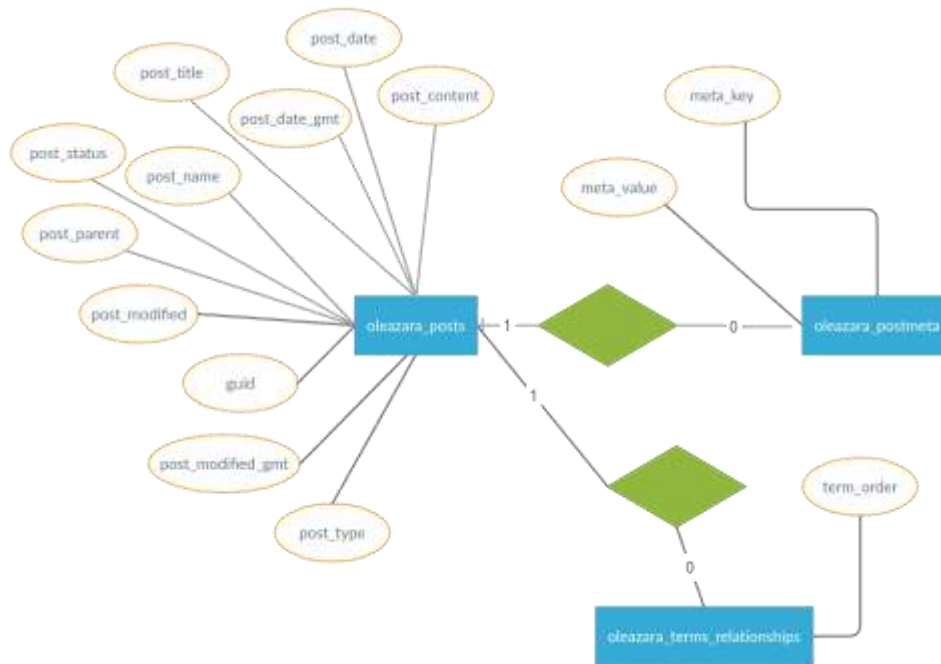 post_date
post_title
post_content
meta_key
post_date_gmt
post_status
post_name
meta_value
post_parent
post_modified
oleazara_posts
1
0
oleazara_postmeta
guid
1
post_modified_gmt
term_order
post_type
0
oleazara_terms_relationships